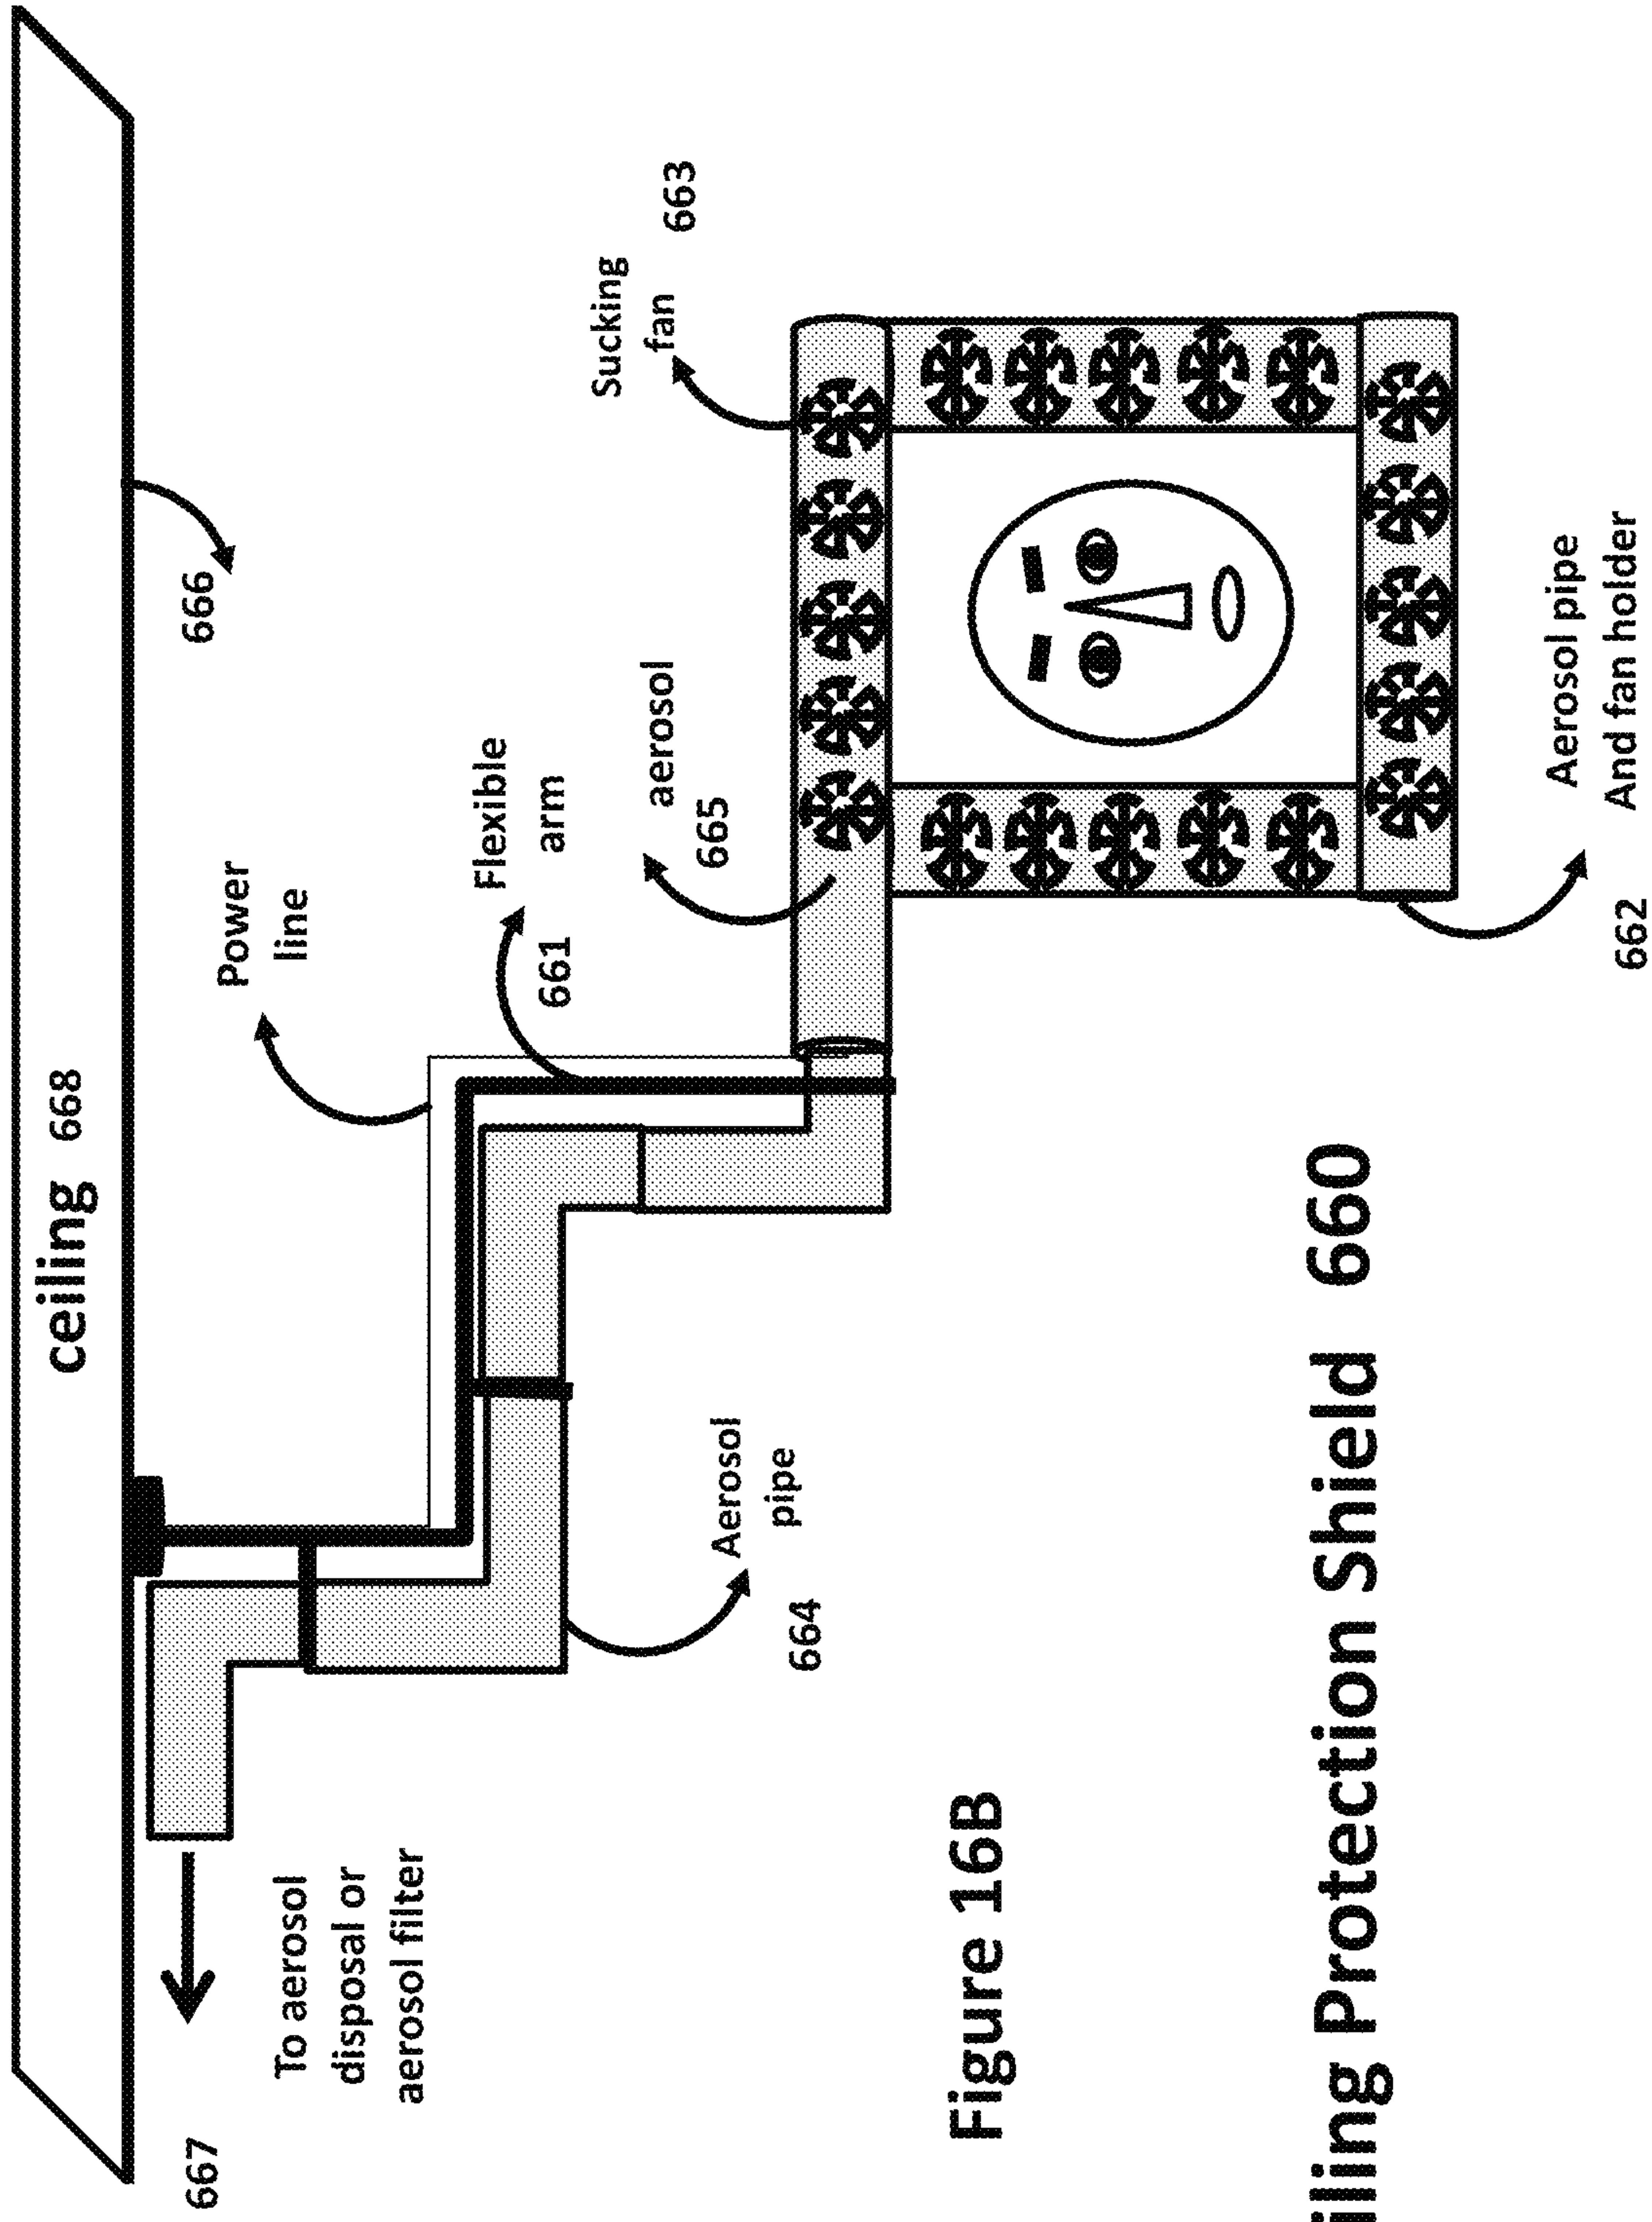 ceiling 668
666
Power
line
Sucking
fan 663
Flexible
arm
661
aerosol
665
667
To aerosol
disposal or
aerosol filter
Aerosol
pipe
664
Figure 16B
Aerosol pipe
And fan holder
662
iling Protection Shield 660